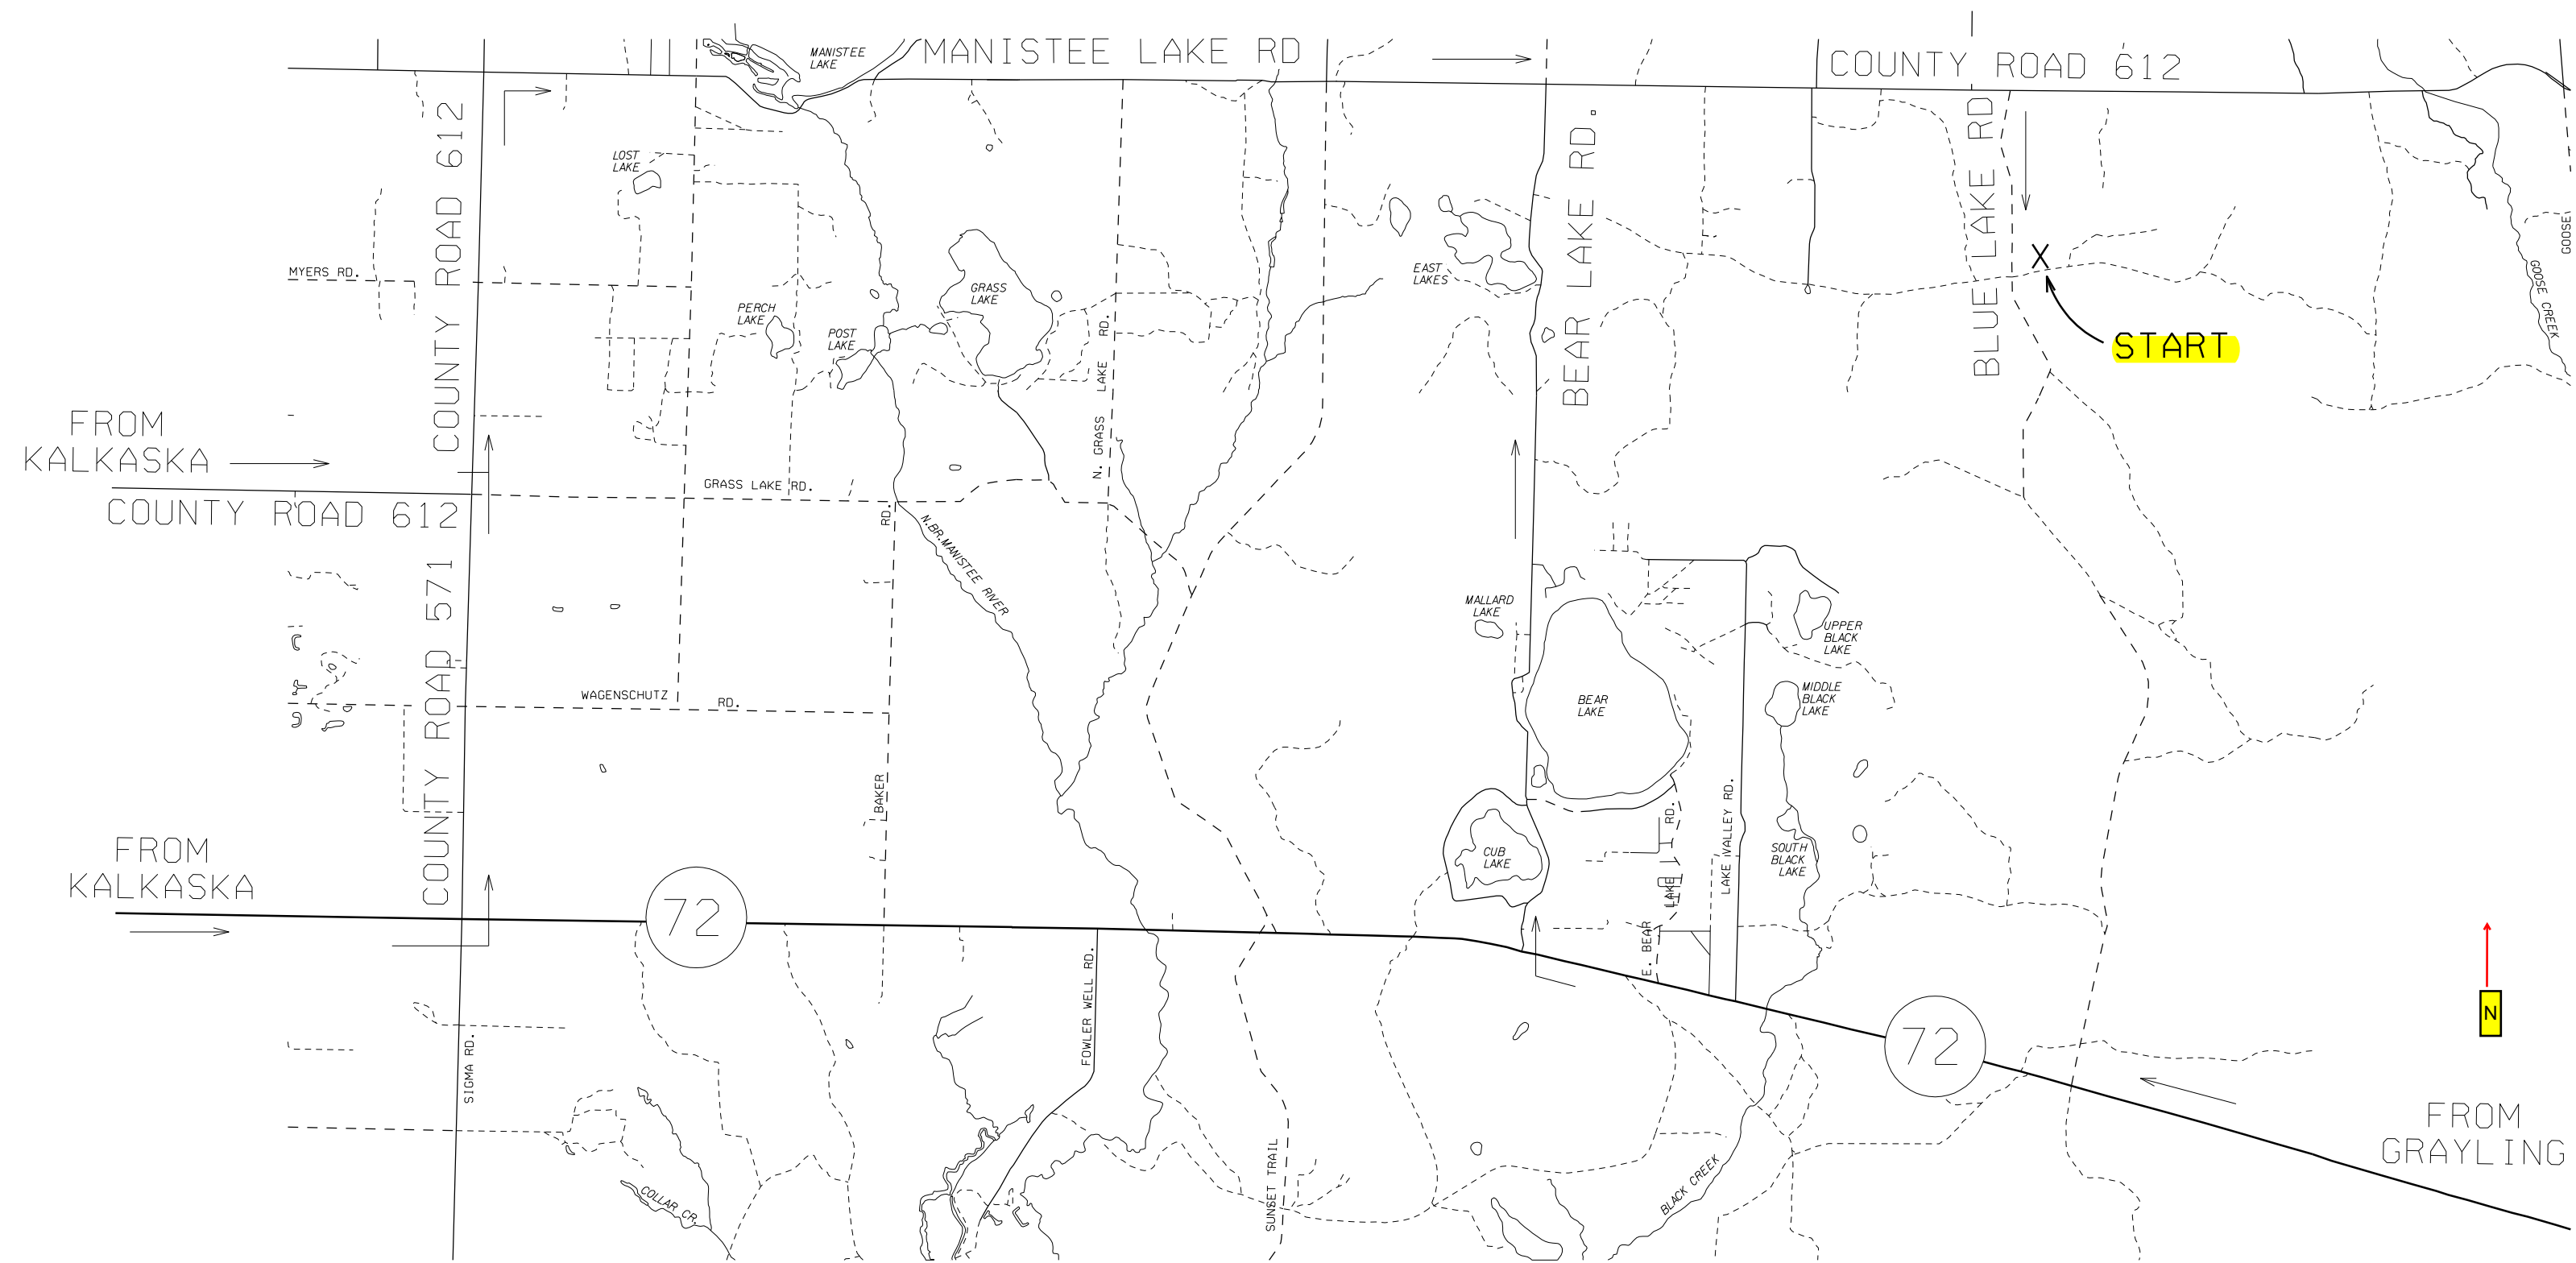 MANISTEE LAKE RD
MANISTEE
LAKE
COUNTY ROAD 612
COUNTY ROAD 612
BLUE LAKE RD
BEAR LAKE RD.
LOST
LAKE
MYERS RD.
GRASS
LAKE
EAST
LAKES
PERCH
LAKE
POST
LAKE
N. GRASS LAKE RD.
START
GOOSE
GOOSE CREEK
FROM
KALKASKA
GRASS LAKE RD.
COUNTY ROAD 612
COUNTY ROAD 571
N.BR.MANISTEE RIVER
BAKER RD.
MALLARD
LAKE
UPPER
BLACK
LAKE
WAGENSCHUTZ RD.
BEAR
LAKE
MIDDLE
BLACK
LAKE
LAKE VALLEY RD.
FROM
KALKASKA
CUB
LAKE
SOUTH
BLACK
LAKE
E. BEAR LAKE RD.
72
FOWLER WELL RD.
SIGMA RD.
72
N
FROM
GRAYLING
COLLAR CR.
SUNSET TRAIL
BLACK CREEK